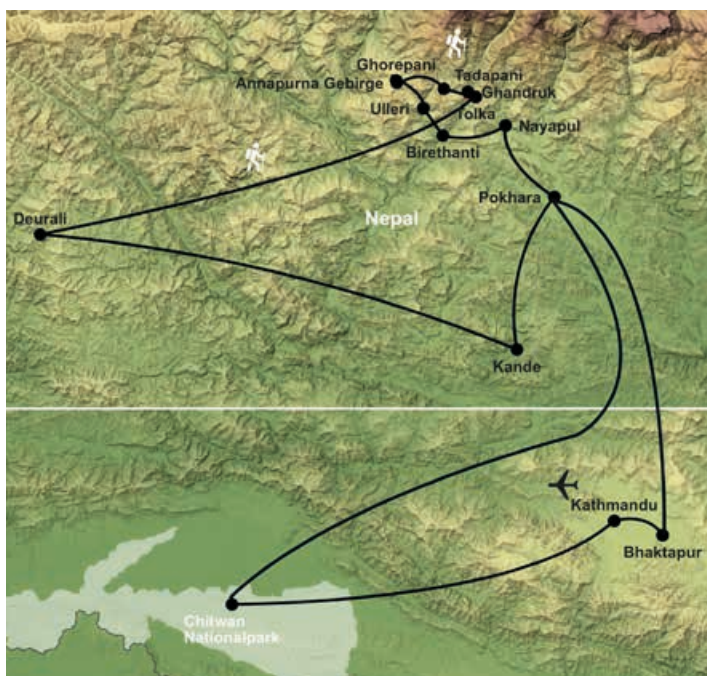 Ghorepani
Tadapani
Annapurna Gebirge
Ghandruk
Ulleri
Tolka
Nayapul
Birethanti
Pokhara
Deurali
Nepal
Kande
Kathmandu
Bhaktapur
Chitwan
Nationalpark